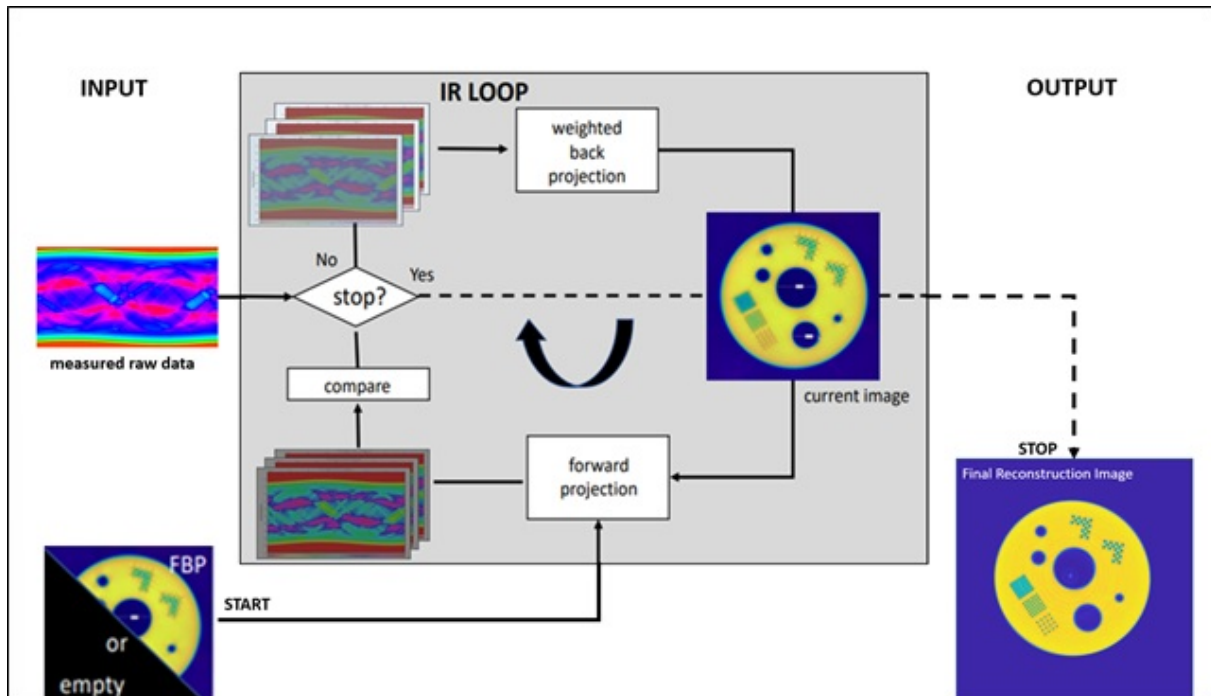 INPUT
IR LOOP
OUTPUT
weighted
back
projection
No
Yes
stop?
measured raw data
compare
current image
forward
projection
STOP
Final Reconstruction Image
FBP
or
empty
START